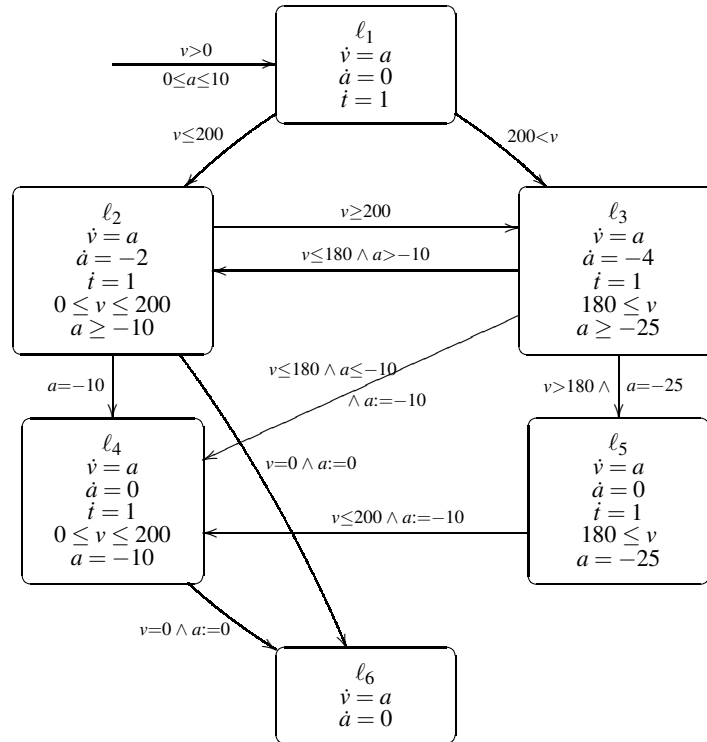 v>0
0≤a≤10
ℓ₁
v̇ = a
ȧ = 0
ṫ = 1
v≤200
200<v
ℓ₂
v̇ = a
ȧ = −2
ṫ = 1
0 ≤ v ≤ 200
a ≥ −10
v≥200
v≤180 ∧ a>−10
ℓ₃
v̇ = a
ȧ = −4
ṫ = 1
180 ≤ v
a ≥ −25
v≤180 ∧ a≤−10
∧ a:=−10
a=−10
v>180 ∧ a=−25
ℓ₄
v̇ = a
ȧ = 0
ṫ = 1
0 ≤ v ≤ 200
a = −10
v=0 ∧ a:=0
v≤200 ∧ a:=−10
ℓ₅
v̇ = a
ȧ = 0
ṫ = 1
180 ≤ v
a = −25
v=0 ∧ a:=0
ℓ₆
v̇ = a
ȧ = 0